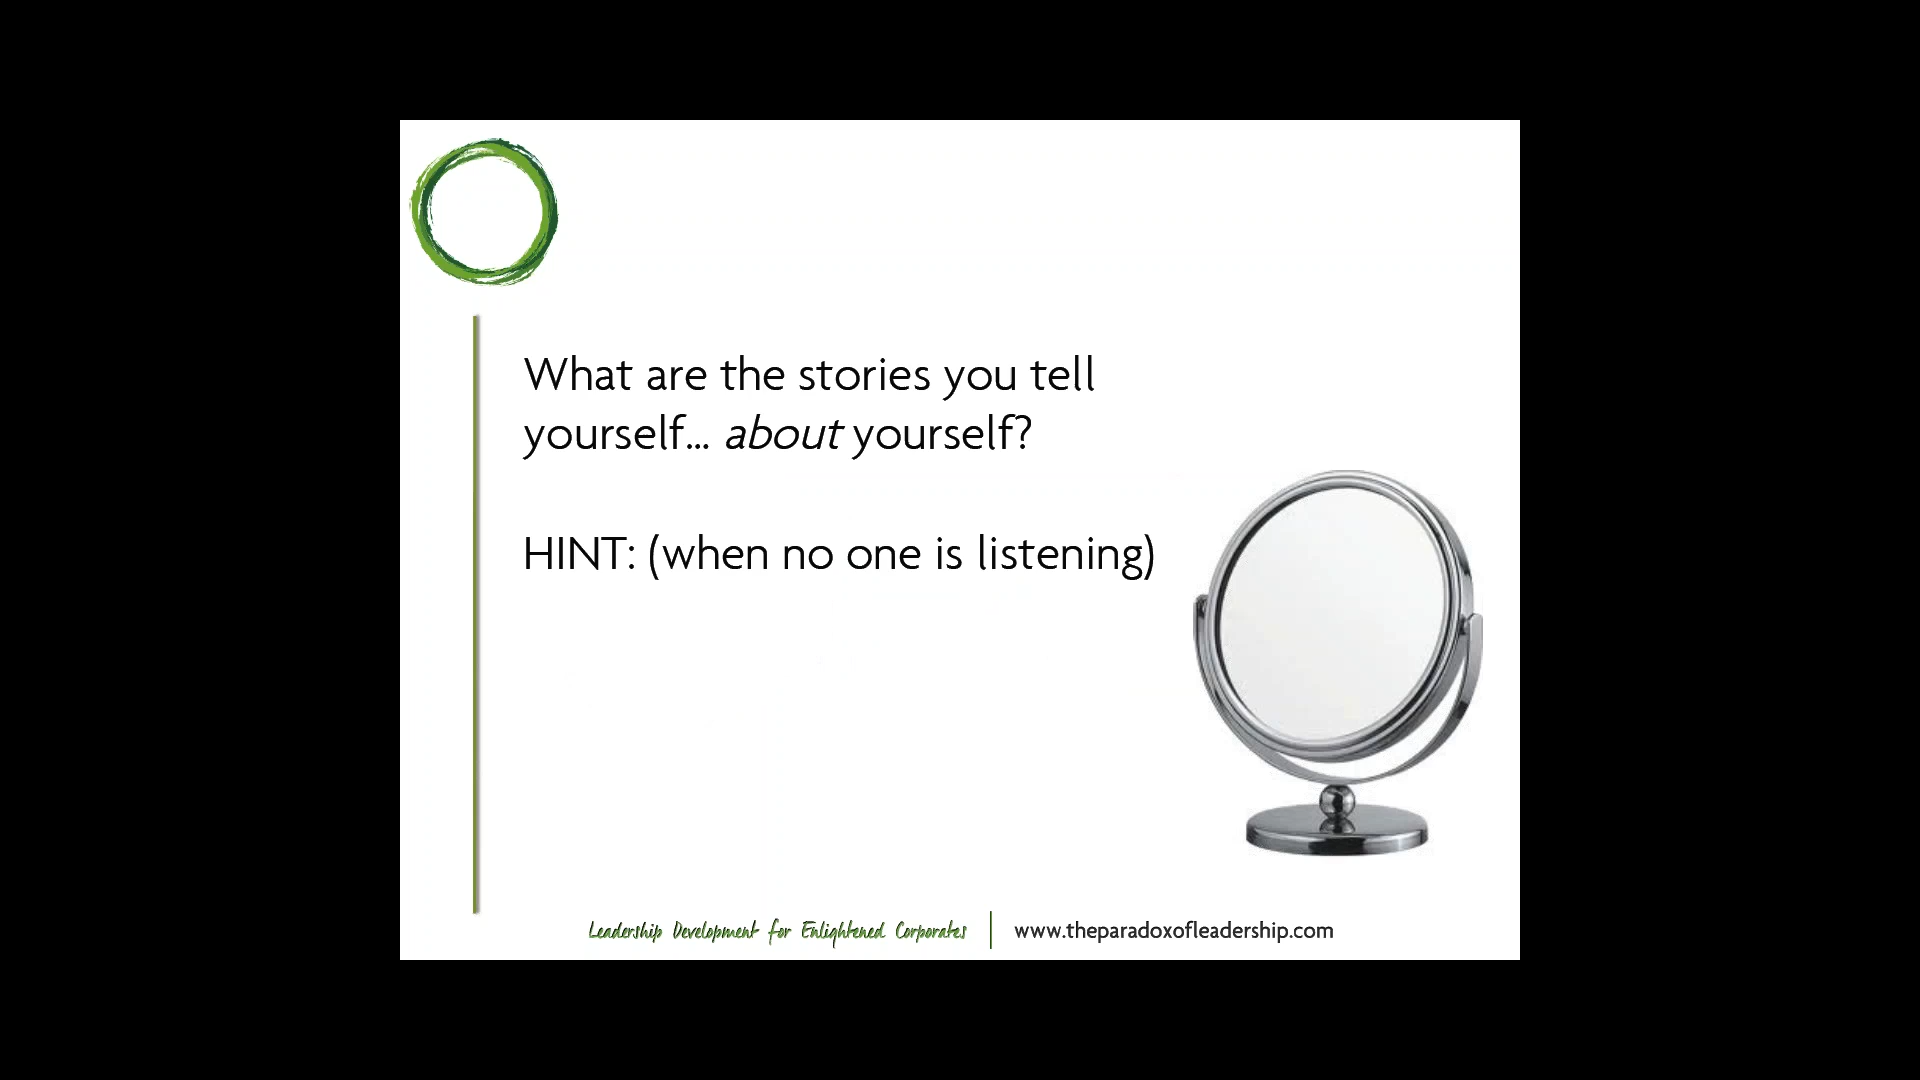 What are the stories you tell
yourself... about yourself?
HINT: (when no one is listening)
Leadership Development for Enlightened Corporates
www.theparadoxofleadership.com